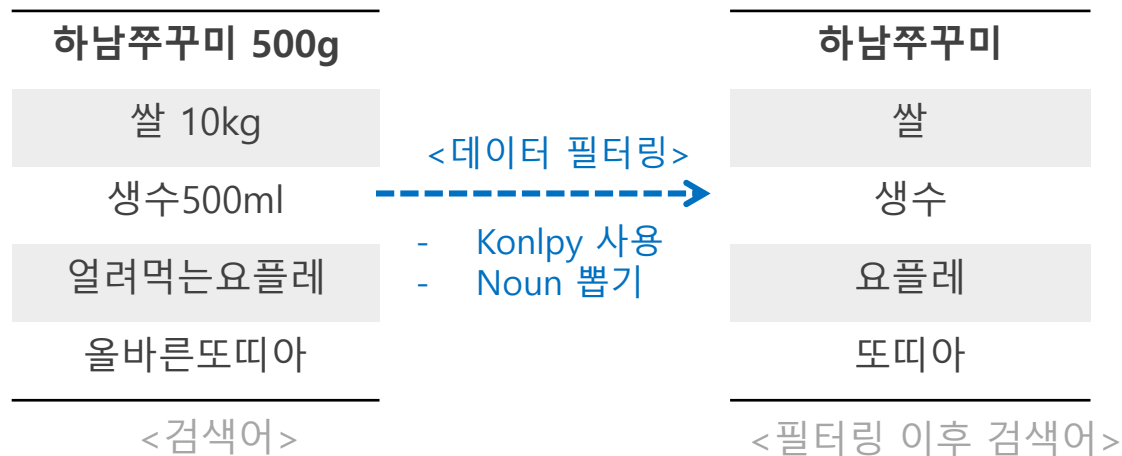 하남쭈꾸미 500g
쌀 10kg
생수500ml
얼려먹는요플레
올바른또띠아
<검색어>
<데이터 필터링>
- Konlpy 사용
- Noun 뽑기
하남쭈꾸미
쌀
생수
요플레
또띠아
<필터링 이후 검색어>